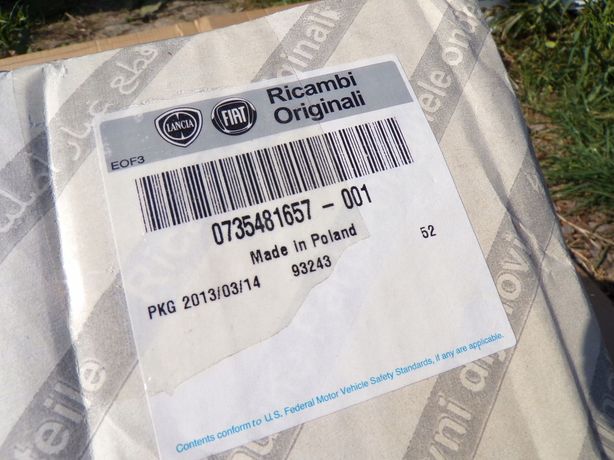 LANCIA
FIAT
Ricambi
Originali
EOF3
0735481657-001
Made in Poland
52
PKG 2013/03/14 93243
Contents conform to U.S. Federal Motor Vehicle Safety Standards, if any are applicable.